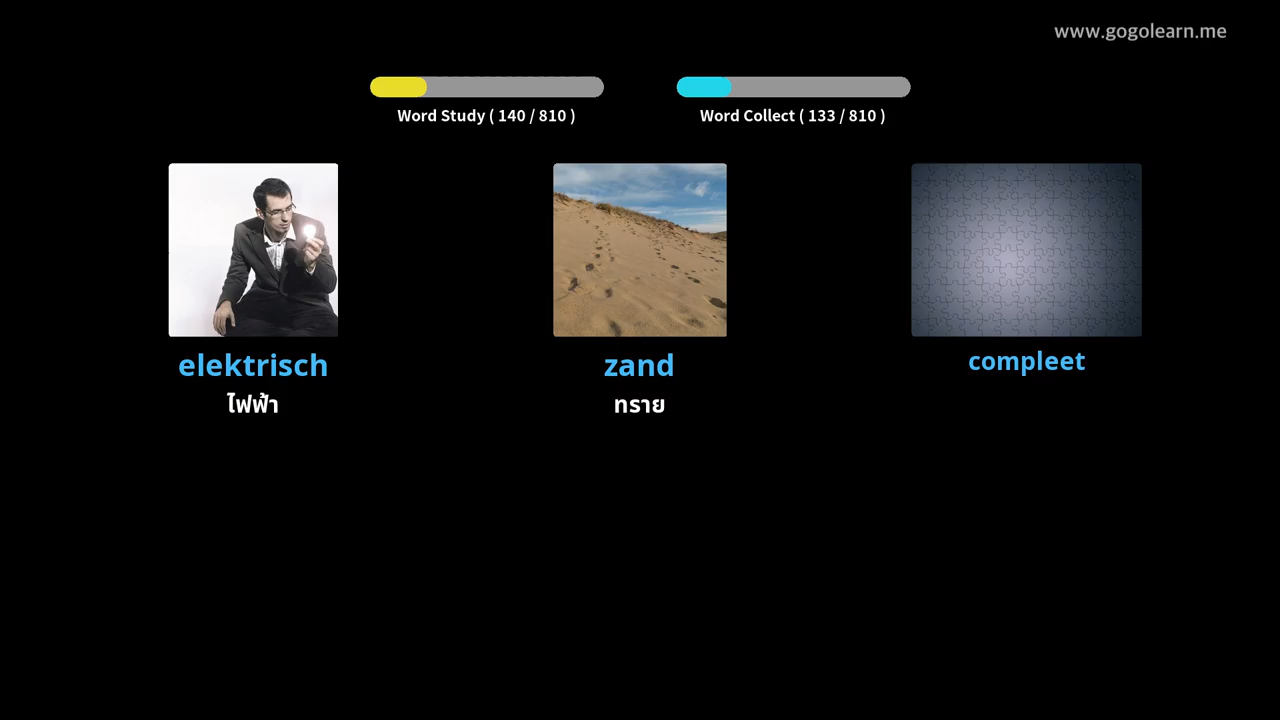 www.gogolearn.me
Word Study ( 140 / 810 )
Word Collect ( 133 / 810 )
elektrisch
ไฟฟ้า
zand
ทราย
compleet